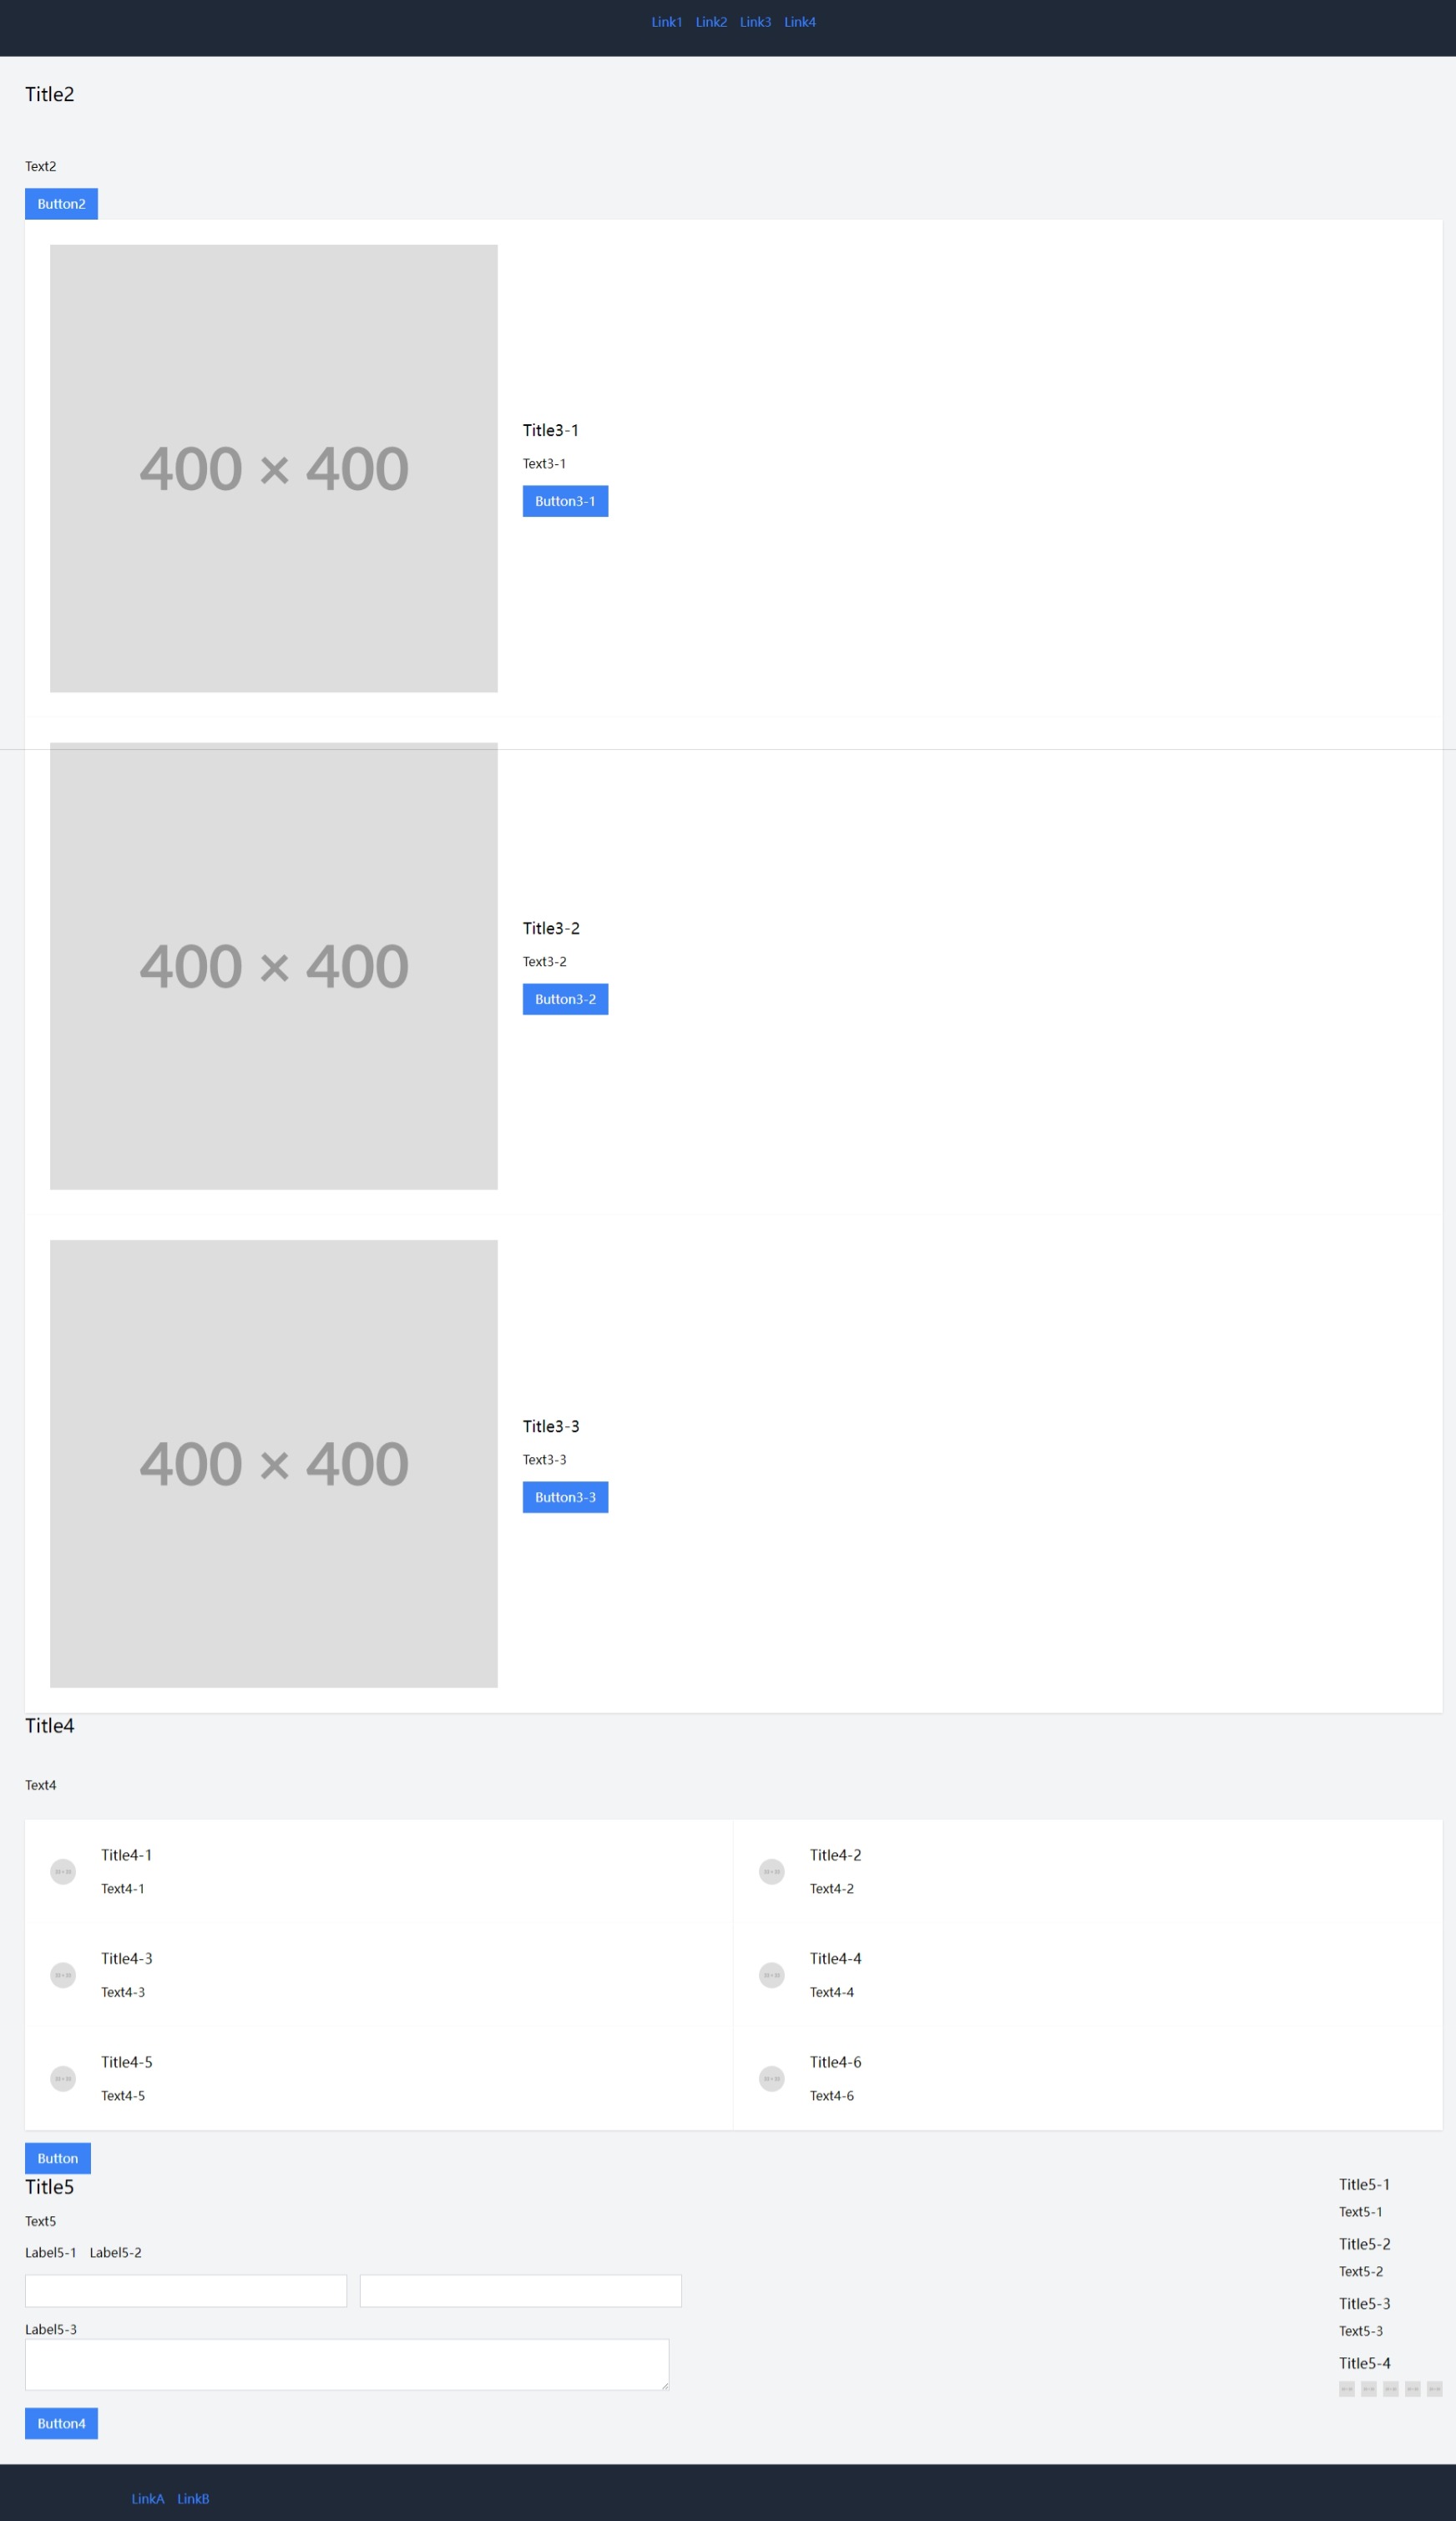 Link1 Link2 Link3 Link4
Title2
Text2
Button2
400 × 400
Title3-1
Text3-1
Button3-1
400 × 400
Title3-2
Text3-2
Button3-2
400 × 400
Title3-3
Text3-3
Button3-3
Title4
Text4
Title4-1
Text4-1
Title4-2
Text4-2
Title4-3
Text4-3
Title4-4
Text4-4
Title4-5
Text4-5
Title4-6
Text4-6
Button
Title5
Text5
Label5-1 Label5-2
Label5-3
Button4
Title5-1
Text5-1
Title5-2
Text5-2
Title5-3
Text5-3
Title5-4
LinkA LinkB